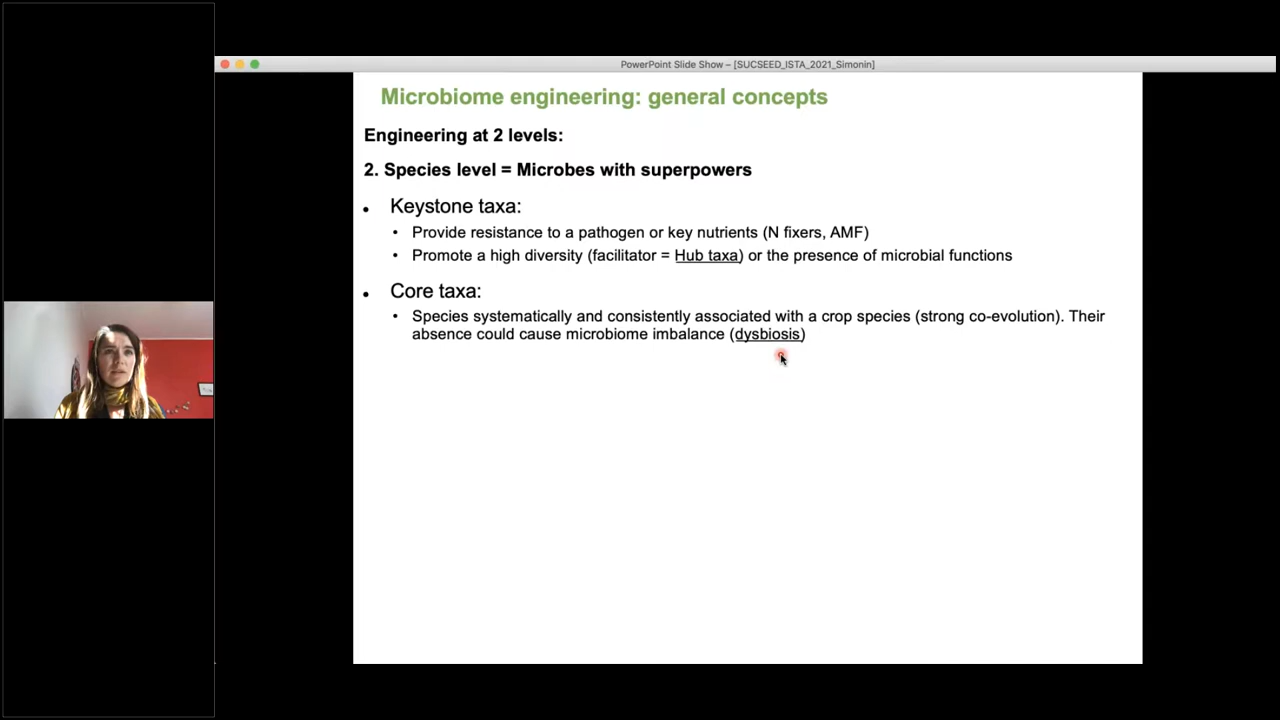 PowerPoint Slide Show – [SUCSEED_ISTA_2021_Simonin]
Microbiome engineering: general concepts
Engineering at 2 levels:
2. Species level = Microbes with superpowers
• Keystone taxa:
• Provide resistance to a pathogen or key nutrients (N fixers, AMF)
• Promote a high diversity (facilitator = Hub taxa) or the presence of microbial functions
• Core taxa:
• Species systematically and consistently associated with a crop species (strong co-evolution). Their
absence could cause microbiome imbalance (dysbiosis)